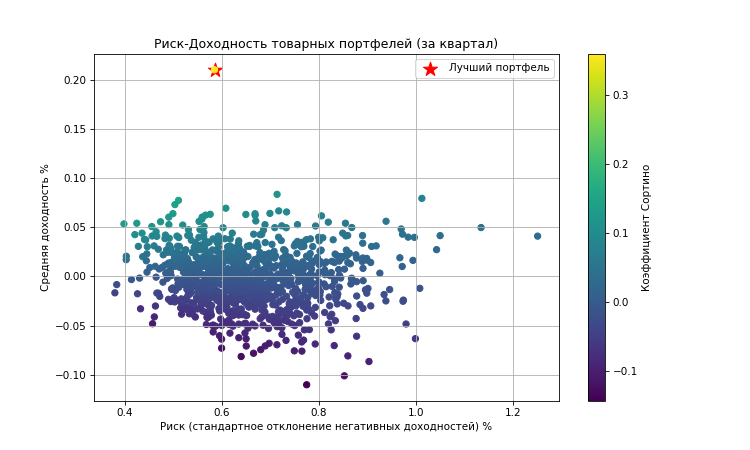 Риск-Доходность товарных портфелей (за квартал)
Лучший портфель
Средняя доходность %
0.20
0.15
0.10
0.05
0.00
−0.05
−0.10
0.4 0.6 0.8 1.0 1.2
Риск (стандартное отклонение негативных доходностей) %
0.3
0.2
0.1
0.0
−0.1
Коэффициент Сортино